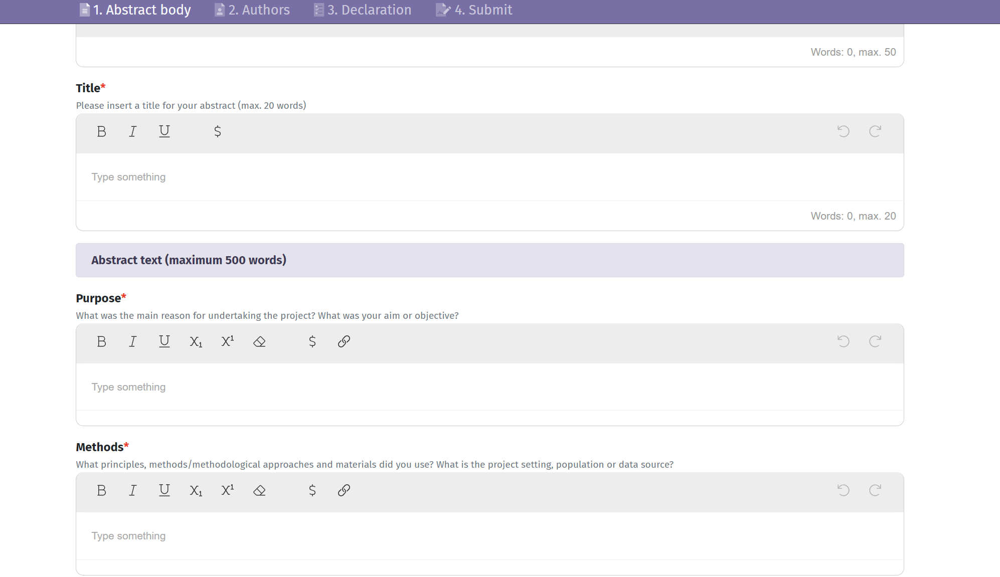 1. Abstract body 2. Authors 3. Declaration 4. Submit
Words: 0, max. 50
Title*
Please insert a title for your abstract (max. 20 words)
B I U $
Type something
Words: 0, max. 20
Abstract text (maximum 500 words)
Purpose*
What was the main reason for undertaking the project? What was your aim or objective?
B I U X₁ X¹ $
Type something
Methods*
What principles, methods/methodological approaches and materials did you use? What is the project setting, population or data source?
B I U X₁ X¹ $
Type something